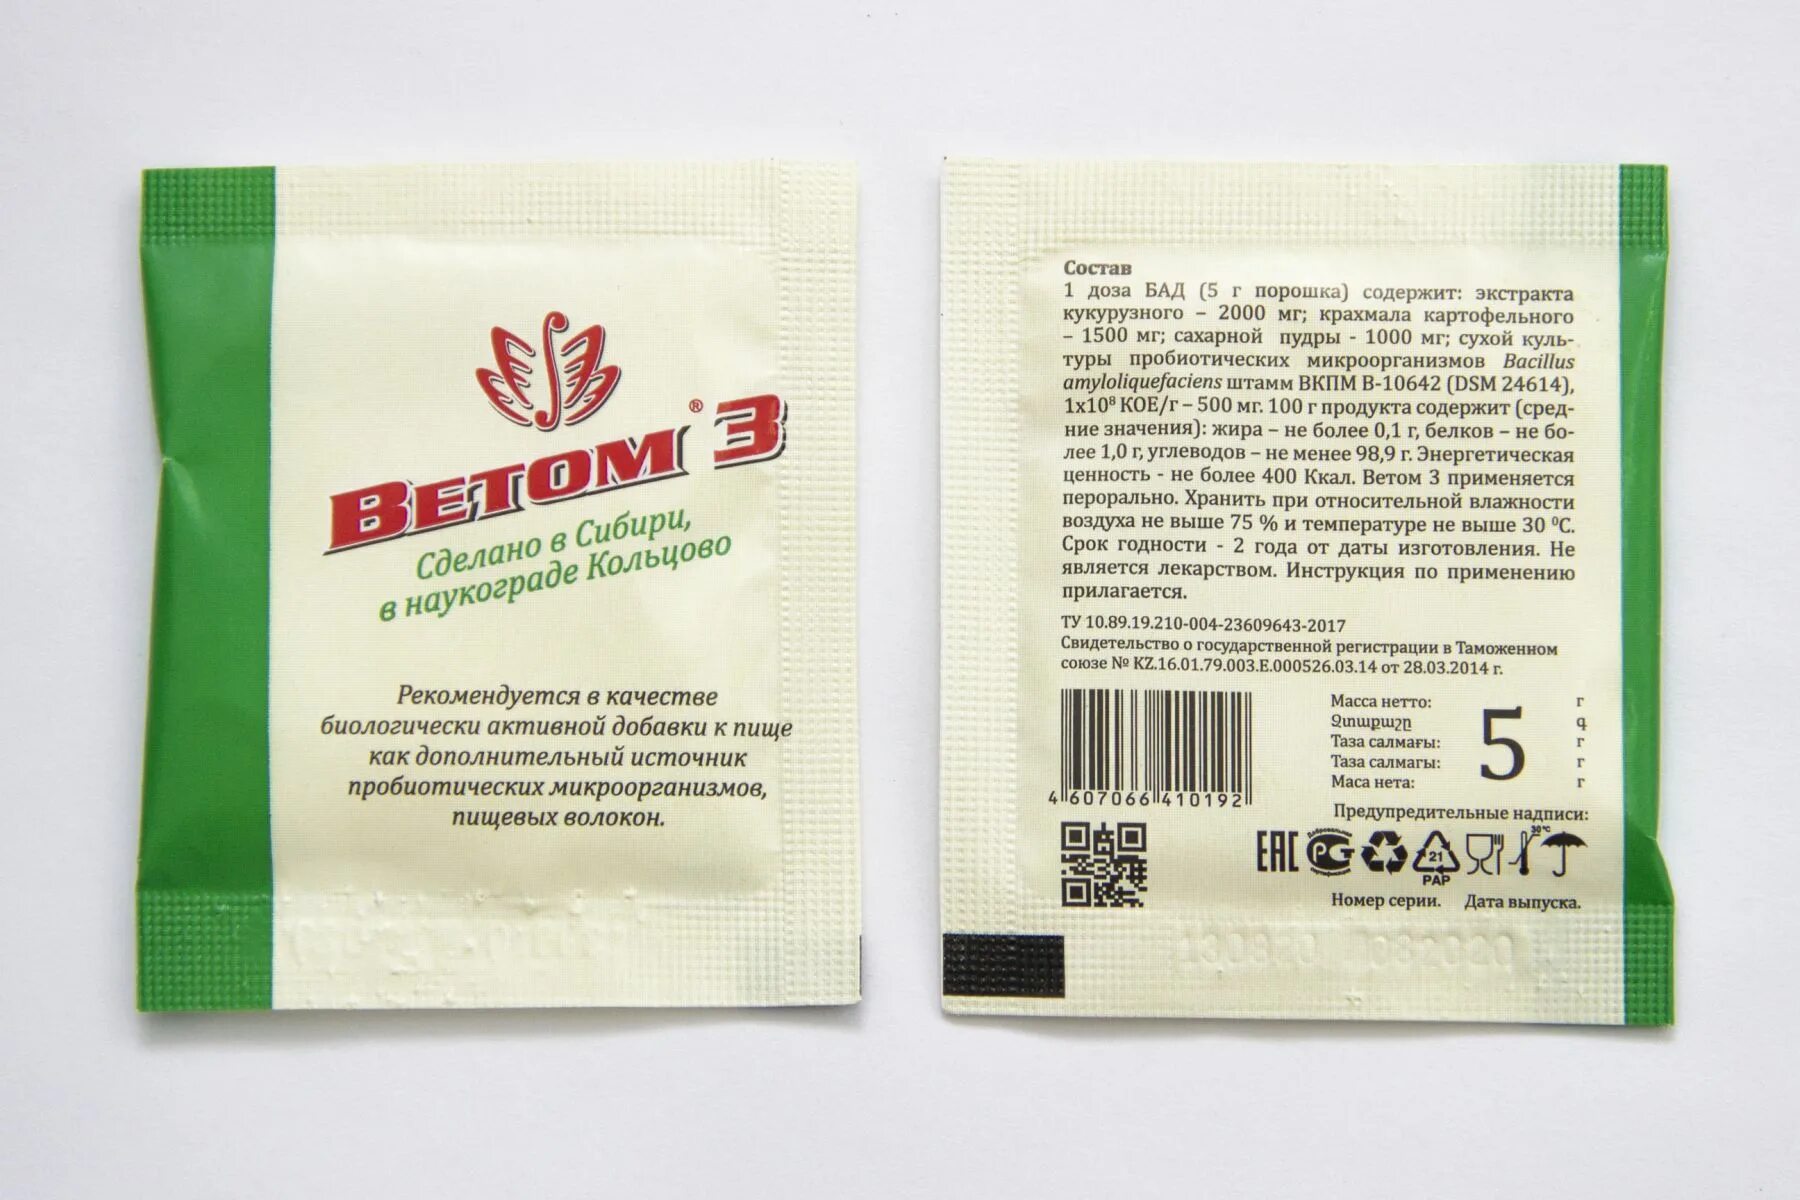 Ветом® 3
Сделано в Сибири,
в наукограде Кольцово
Рекомендуется в качестве
биологически активной добавки к пище
как дополнительный источник
пробиотических микроорганизмов,
пищевых волокон.
Состав
1 доза БАД (5 г порошка) содержит: экстракта
кукурузного – 2000 мг; крахмала картофельного
– 1500 мг; сахарной пудры - 1000 мг; сухой куль-
туры пробиотических микроорганизмов Bacillus
amyloliquefaciens штамм ВКПМ В-10642 (DSM 24614),
1х10⁸ КОЕ/г – 500 мг. 100 г продукта содержит (сред-
ние значения): жира – не более 0,1 г, белков – не бо-
лее 1,0 г, углеводов – не менее 98,9 г. Энергетическая
ценность - не более 400 Ккал. Ветом 3 применяется
перорально. Хранить при относительной влажности
воздуха не выше 75 % и температуре не выше 30 ⁰С.
Срок годности - 2 года от даты изготовления. Не
является лекарством. Инструкция по применению
прилагается.
ТУ 10.89.19.210-004-23609643-2017
Свидетельство о государственной регистрации в Таможенном
союзе № KZ.16.01.79.003.Е.000526.03.14 от 28.03.2014 г.
4 607066 410192
Масса нетто: г
Զտաքաշը գ
Таза салмағы: г
Таза салмагы: г
Маса нета: г
5
Предупредительные надписи:
EAC
Добровольная
сертификация
РСТ
21
PAP
30 °C
Номер серии. Дата выпуска.